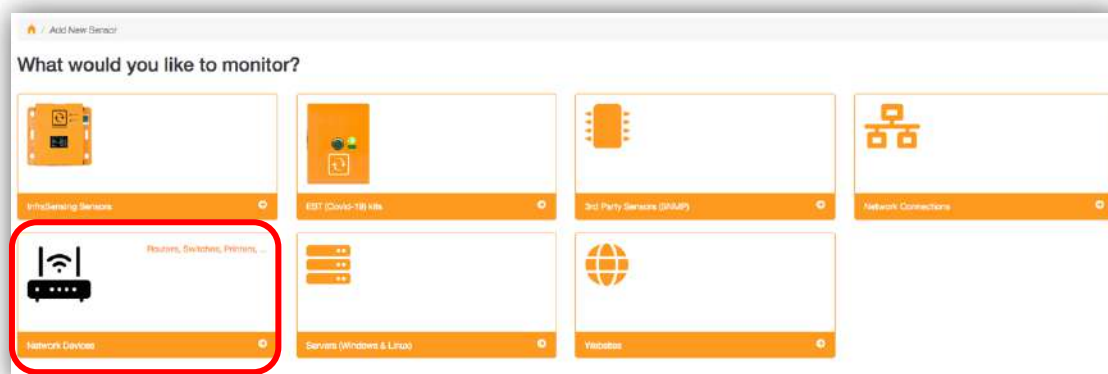 / Add New Sensor
What would you like to monitor?
InfraSensing Sensors
EST (Covid-19) kits
3rd Party Sensors (SNMP)
Network Connections
Routers, Switches, Printers, ...
Network Devices
Servers (Windows & Linux)
Websites